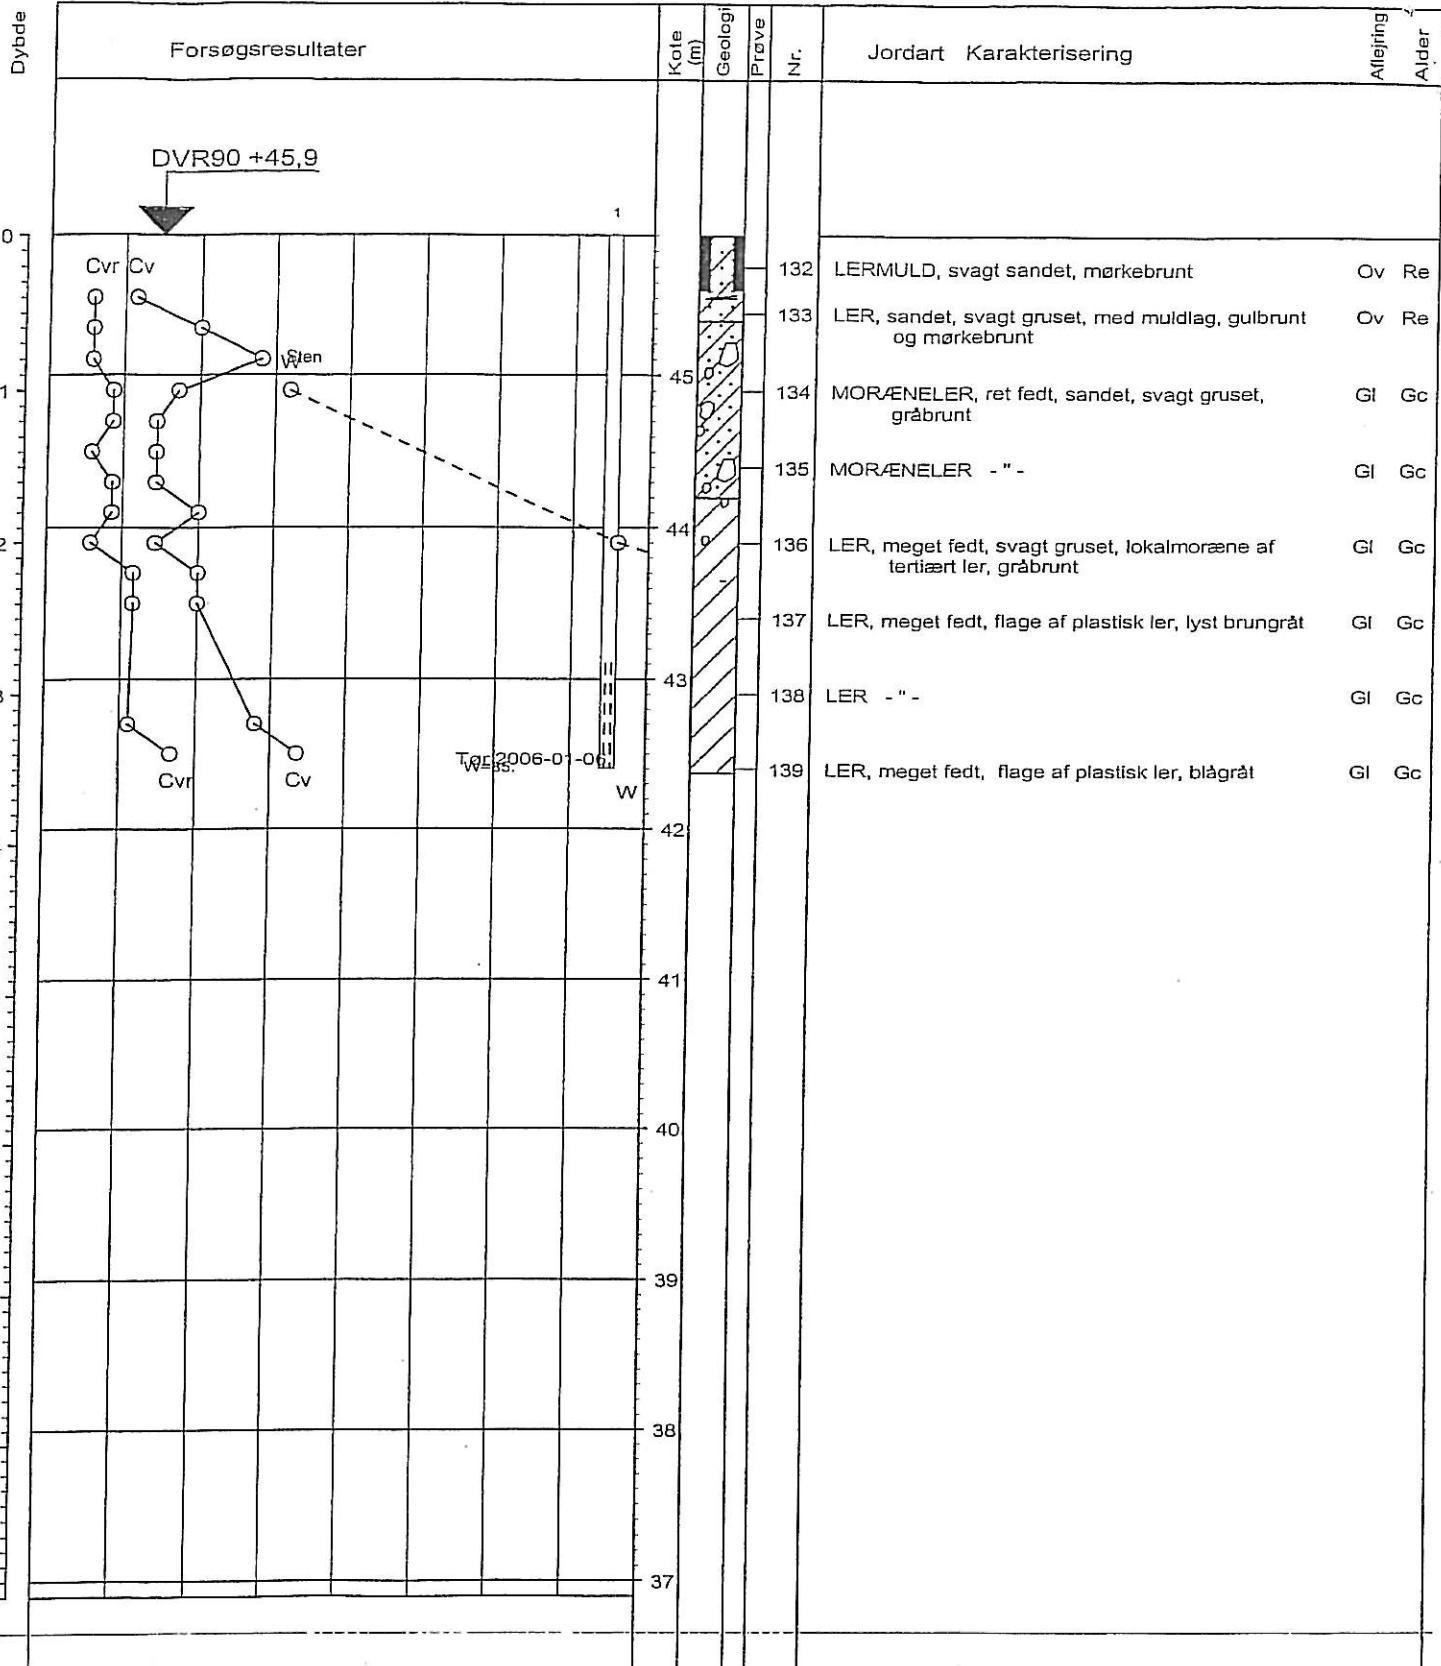 Dybde
Forsøgsresultater
Kote (m)
Geologi
Prøve
Nr.
Jordart Karakterisering
Aflejring
Alder
DVR90 +45,9
1
0
Cvr Cv
132 LERMULD, svagt sandet, mørkebrunt Ov Re
133 LER, sandet, svagt gruset, med muldlag, gulbrunt Ov Re
og mørkebrunt
W Sten
45
1
134 MORÆNELER, ret fedt, sandet, svagt gruset, Gl Gc
gråbrunt
135 MORÆNELER - " - Gl Gc
44
2
136 LER, meget fedt, svagt gruset, lokalmoræne af Gl Gc
tertiært ler, gråbrunt
137 LER, meget fedt, flage af plastisk ler, lyst brungråt Gl Gc
43
3
138 LER - " - Gl Gc
Tør 2006-01-06
139 LER, meget fedt, flage af plastisk ler, blågråt Gl Gc
Cvr Cv W
42
41
40
39
38
37